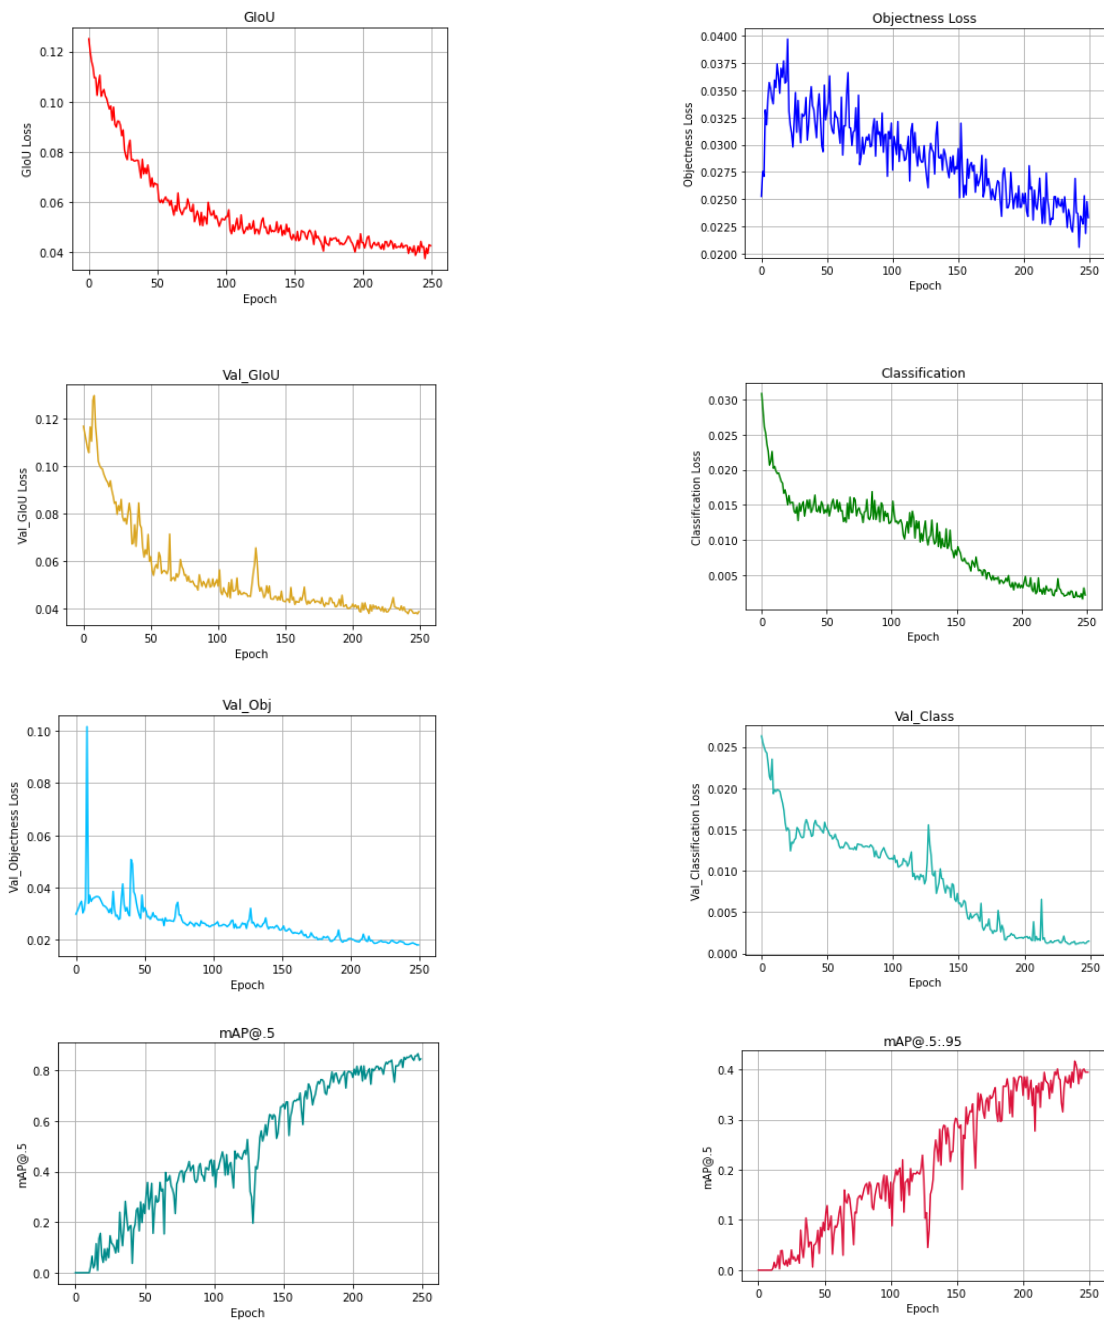 GIoU
0.12
0.10
0.08
0.06
0.04
GIoU Loss
0 50 100 150 200 250
Epoch
Objectness Loss
0.0400
0.0375
0.0350
0.0325
0.0300
0.0275
0.0250
0.0225
0.0200
Objectness Loss
0 50 100 150 200 250
Epoch
Val_GIoU
0.12
0.10
0.08
0.06
0.04
Val_GIoU Loss
0 50 100 150 200 250
Epoch
Classification
0.030
0.025
0.020
0.015
0.010
0.005
Classification Loss
0 50 100 150 200 250
Epoch
Val_Obj
0.10
0.08
0.06
0.04
0.02
Val_Objectness Loss
0 50 100 150 200 250
Epoch
Val_Class
0.025
0.020
0.015
0.010
0.005
0.000
Val_Classification Loss
0 50 100 150 200 250
Epoch
mAP@.5
0.8
0.6
0.4
0.2
0.0
mAP@.5
0 50 100 150 200 250
Epoch
mAP@.5:.95
0.4
0.3
0.2
0.1
0.0
mAP@.5
0 50 100 150 200 250
Epoch